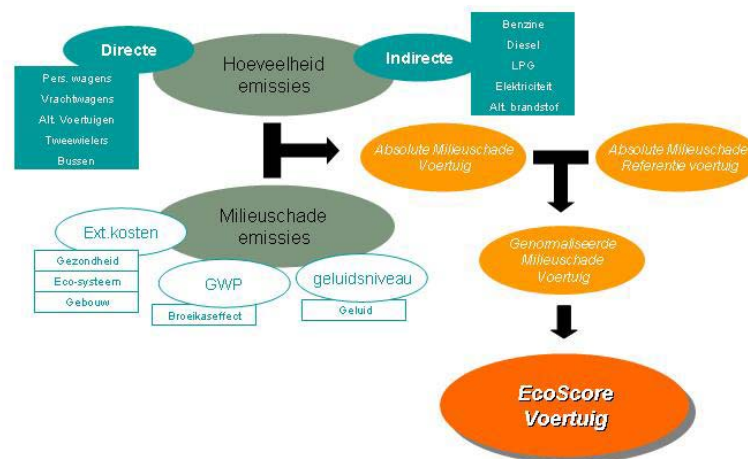 Directe
Pers. wagens
Vrachtwagens
Alt. Voertuigen
Tweewielers
Bussen
Hoeveelheid
emissies
Indirecte
Benzine
Diesel
LPG
Elektriciteit
Alt. brandstof
Absolute Milieuschade
Voertuig
Absolute Milieuschade
Referentie voertuig
Milieuschade
emissies
Ext.kosten
Gezondheid
Eco-systeem
Gebouw
GWP
Broeikaseffect
geluidsniveau
Geluid
Genormaliseerde
Milieuschade
Voertuig
EcoScore
Voertuig